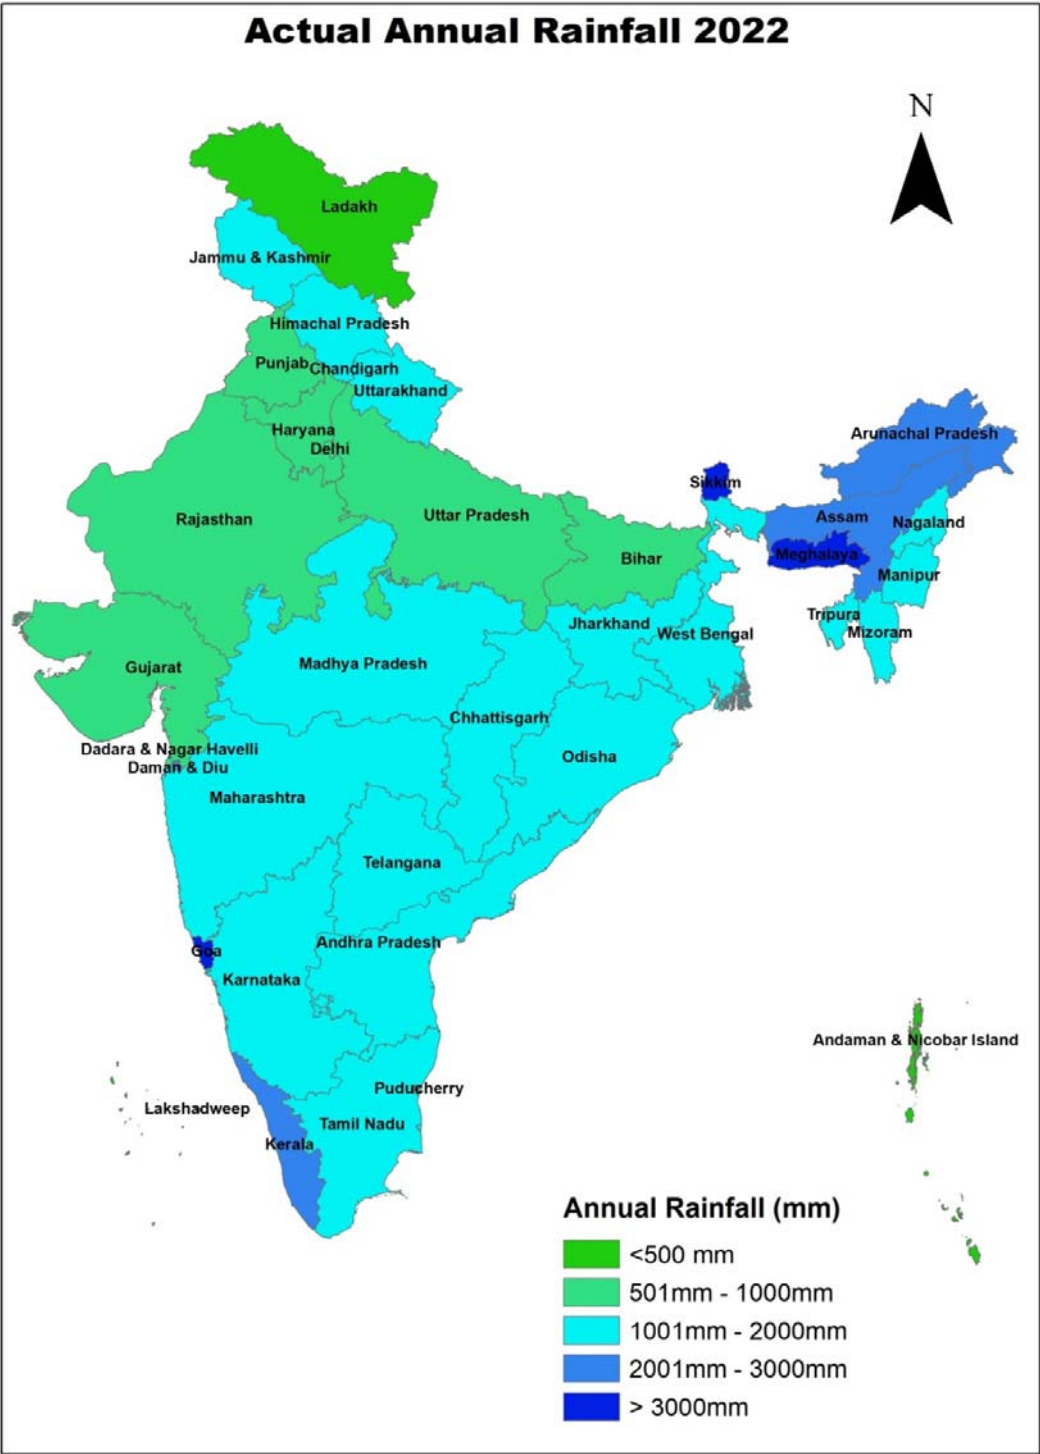 Actual Annual Rainfall 2022
N
Ladakh
Jammu & Kashmir
Himachal Pradesh
Punjab
Chandigarh
Uttarakhand
Haryana
Delhi
Arunachal Pradesh
Sikkim
Rajasthan
Uttar Pradesh
Assam
Nagaland
Bihar
Meghalaya
Manipur
Jharkhand
Tripura
West Bengal
Mizoram
Gujarat
Madhya Pradesh
Chhattisgarh
Dadara & Nagar Havelli
Daman & Diu
Odisha
Maharashtra
Telangana
Goa
Andhra Pradesh
Karnataka
Andaman & Nicobar Island
Puducherry
Lakshadweep
Tamil Nadu
Kerala
Annual Rainfall (mm)
<500 mm
501mm - 1000mm
1001mm - 2000mm
2001mm - 3000mm
> 3000mm